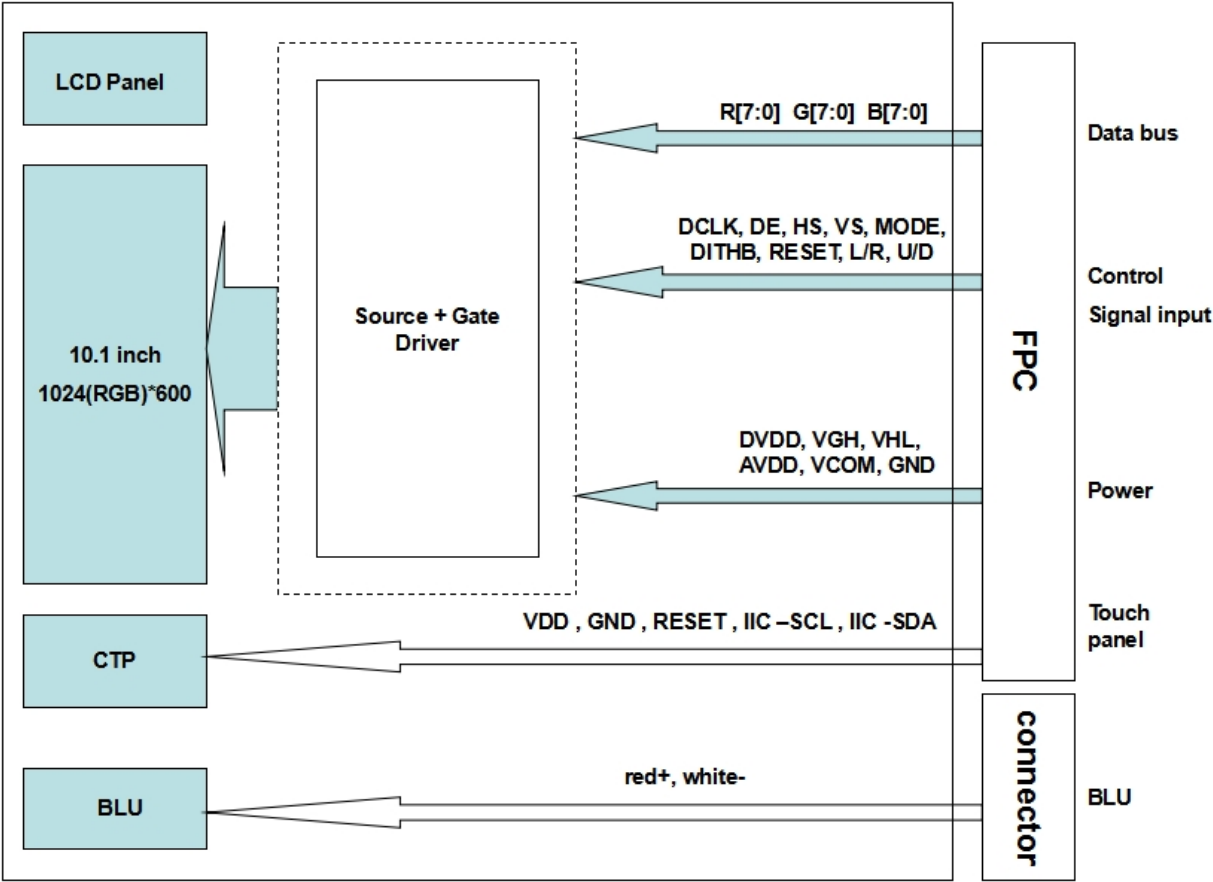 LCD Panel
10.1 inch
1024(RGB)*600
CTP
BLU
Source + Gate
Driver
R[7:0] G[7:0] B[7:0]
DCLK, DE, HS, VS, MODE,
DITHB, RESET, L/R, U/D
DVDD, VGH, VHL,
AVDD, VCOM, GND
VDD , GND , RESET , IIC –SCL , IIC -SDA
red+, white-
FPC
connector
Data bus
Control
Signal input
Power
Touch
panel
BLU